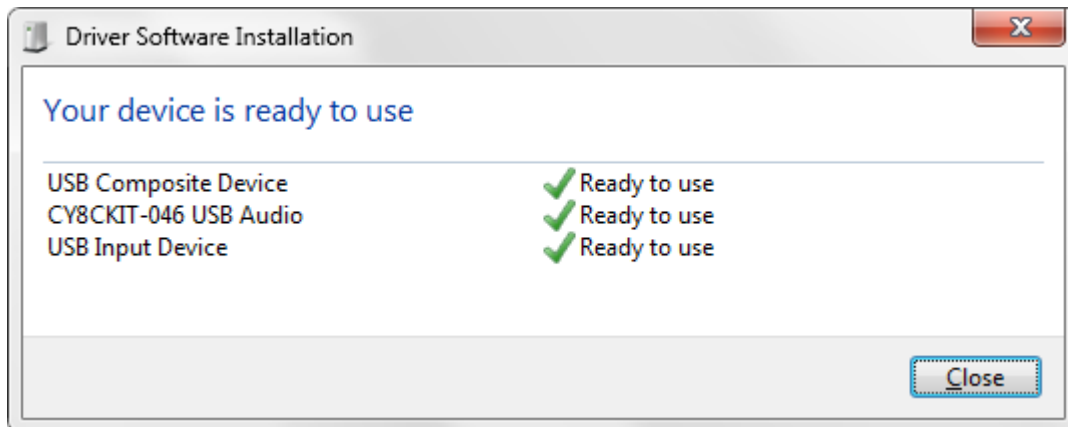 Driver Software Installation
Your device is ready to use
USB Composite Device Ready to use
CY8CKIT-046 USB Audio Ready to use
USB Input Device Ready to use
Close